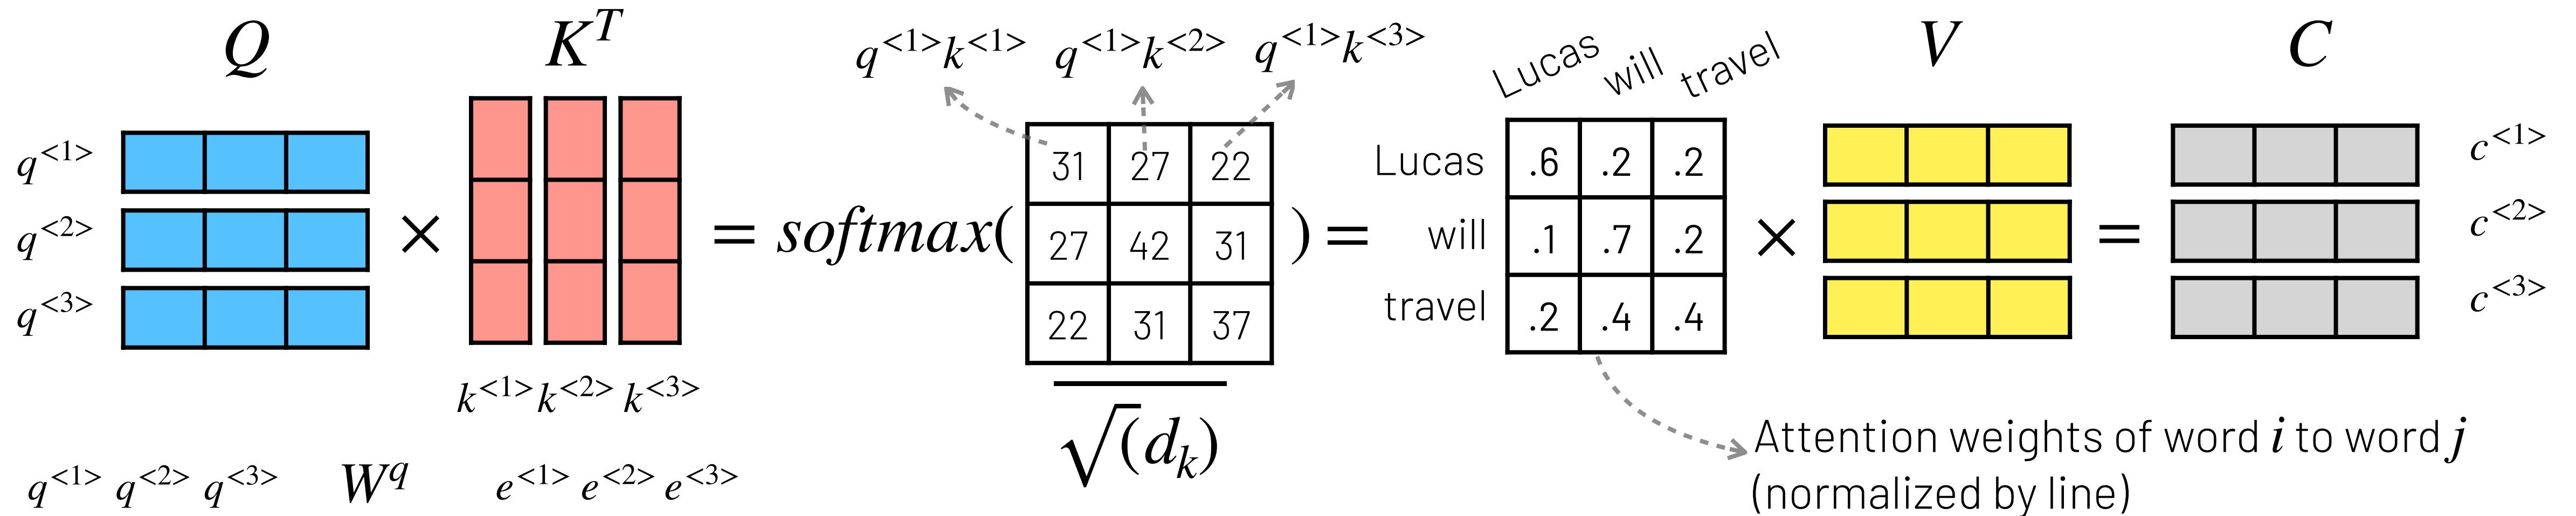 Q
K^T
q^{<1>}k^{<1>} q^{<1>}k^{<2>} q^{<1>}k^{<3>}
Lucas will travel
V
C
q^{<1>}
q^{<2>}
q^{<3>}
×
k^{<1>} k^{<2>} k^{<3>}
= softmax(
31 27 22
27 42 31
22 31 37
√(d_k)
) =
Lucas .6 .2 .2
will .1 .7 .2
travel .2 .4 .4
×
=
c^{<1>}
c^{<2>}
c^{<3>}
Attention weights of word i to word j
(normalized by line)
q^{<1>} q^{<2>} q^{<3>} W^q e^{<1>} e^{<2>} e^{<3>}